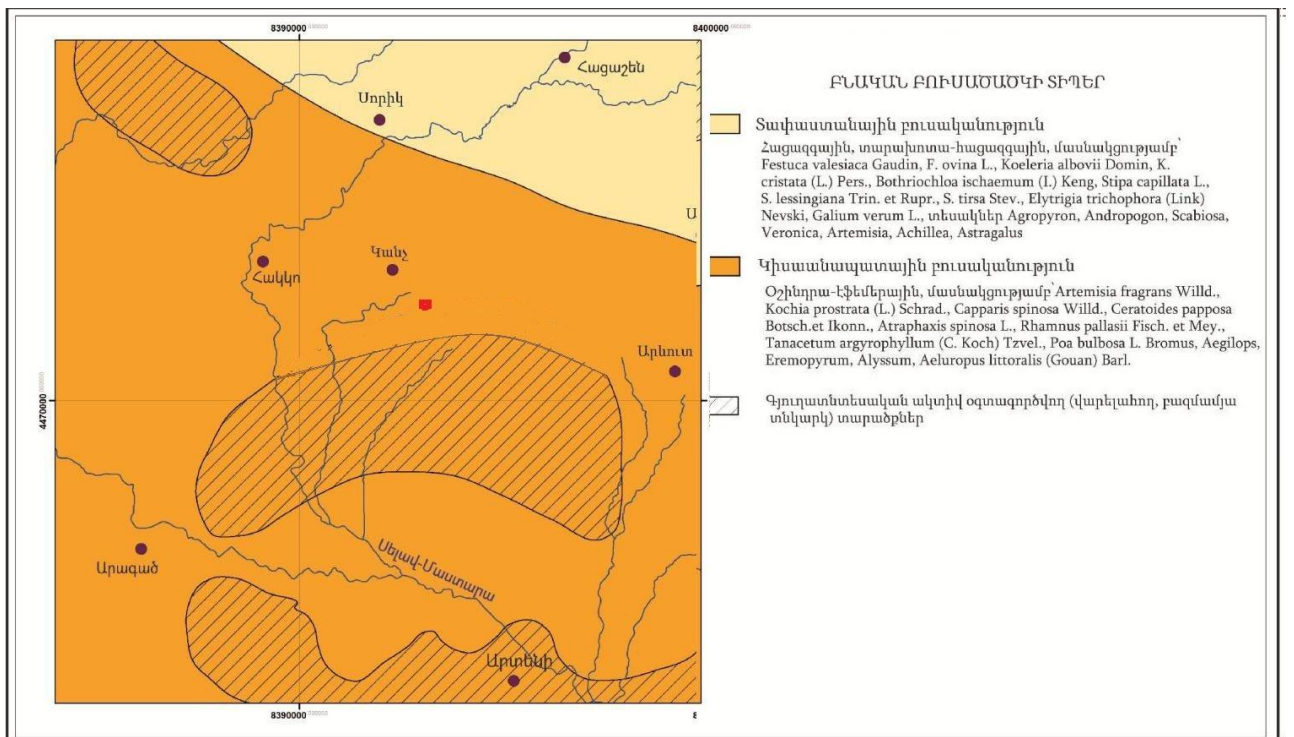 8390000
8400000
Հացաշեն
Սորիկ
Ա
Կանչ
Հակկո
Արևուտ
4470000
Սելավ-Մաստարա
Արագած
Արտենի
8390000
8
ԲՆԱԿԱՆ ԲՈՒՍԱԾԱԾԿԻ ՏԻՊԵՐ
Տափաստանային բուսականություն
Հացազգային, տարախոտա-հացազգային, մասնակցությամբ՝
Festuca valesiaca Gaudin, F. ovina L., Koeleria albovii Domin, K.
cristata (L.) Pers., Bothriochloa ischaemum (I.) Keng, Stipa capillata L.,
S. lessingiana Trin. et Rupr., S. tirsa Stev., Elytrigia trichophora (Link)
Nevski, Galium verum L., տեսակներ Agropyron, Andropogon, Scabiosa,
Veronica, Artemisia, Achillea, Astragalus
Կիսաանապատային բուսականություն
Օշինդրա-էֆեմերային, մասնակցությամբ՝ Artemisia fragrans Willd.,
Kochia prostrata (L.) Schrad., Capparis spinosa Willd., Ceratoides papposa
Botsch.et Ikonn., Atraphaxis spinosa L., Rhamnus pallasii Fisch. et Mey.,
Tanacetum argyrophyllum (C. Koch) Tzvel., Poa bulbosa L. Bromus, Aegilops,
Eremopyrum, Alyssum, Aeluropus littoralis (Gouan) Barl.
Գյուղատնտեսական ակտիվ օգտագործվող (վարելահող, բազմամյա
տնկարկ) տարածքներ